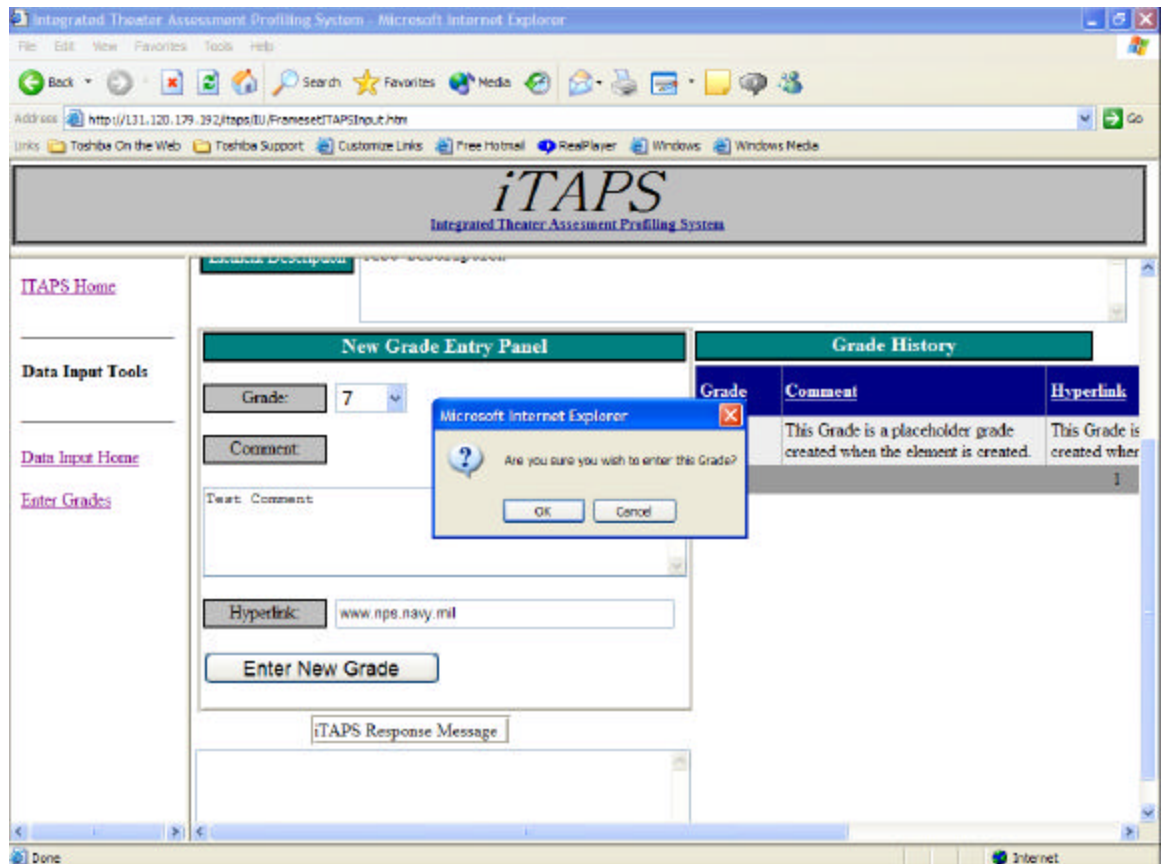 Integrated Theater Assessment Profiling System - Microsoft Internet Explorer
File Edit View Favorites Tools Help
Back Search Favorites Media
Address http://131.120.179.192/itaps/IU/FramesetITAPSInput.htm Go
Links Toshiba On the Web Toshiba Support Customize Links Free Hotmail RealPlayer Windows Windows Media
iTAPS
Integrated Theater Assesment Profiling System
ITAPS Home
Data Input Tools
Data Input Home
Enter Grades
Element Description Test Description
New Grade Entry Panel
Grade: 7
Comment:
Test Comment
Hyperlink: www.nps.navy.mil
Enter New Grade
iTAPS Response Message
Grade History
Grade Comment Hyperlink
This Grade is a placeholder grade This Grade is
created when the element is created. created when
1
Microsoft Internet Explorer
Are you sure you wish to enter this Grade?
OK Cancel
Done Internet